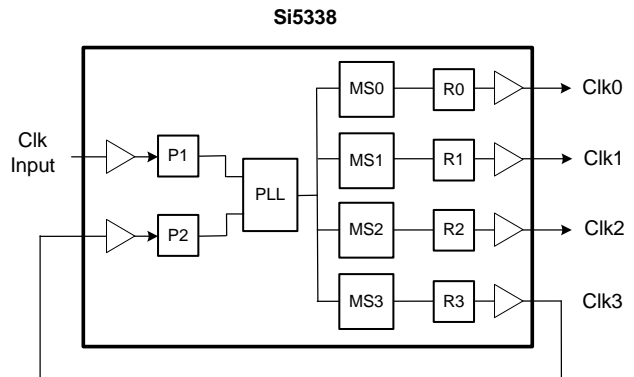 Si5338
MS0
R0
Clk0
Clk
Input
P1
MS1
R1
Clk1
PLL
P2
MS2
R2
Clk2
MS3
R3
Clk3